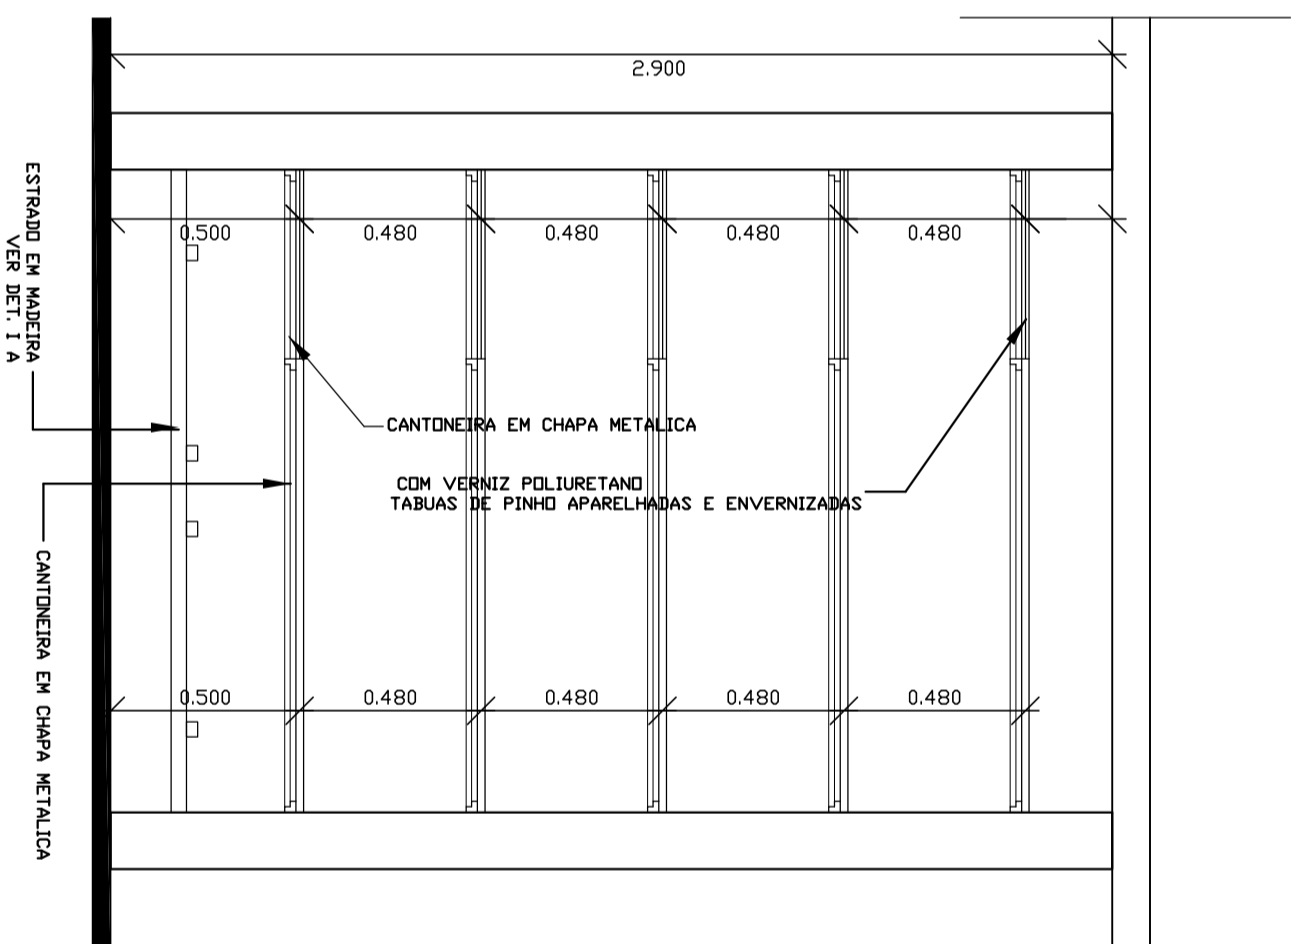 2.900
0.500
0.480
0.480
0.480
0.480
ESTRADO EM MADEIRA
VER DET. I A
CANTONEIRA EM CHAPA METALICA
COM VERNIZ POLIURETANO
TABUAS DE PINHO APARELHADAS E ENVERNIZADAS
CANTONEIRA EM CHAPA METALICA
0.500
0.480
0.480
0.480
0.480